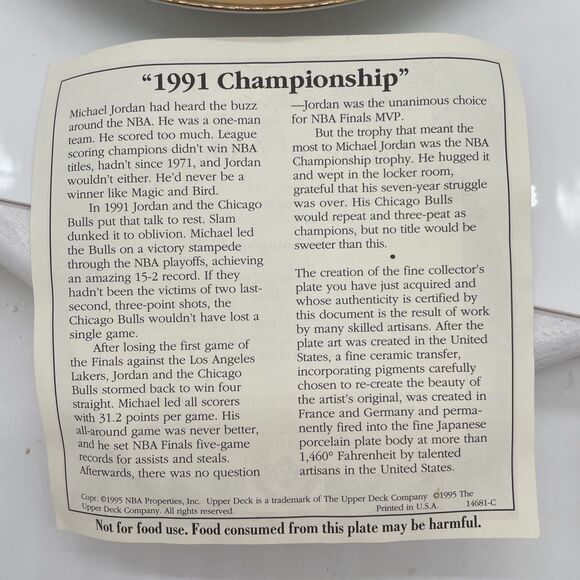 “1991 Championship”
Michael Jordan had heard the buzz
around the NBA. He was a one-man
team. He scored too much. League
scoring champions didn't win NBA
titles, hadn't since 1971, and Jordan
wouldn't either. He'd never be a
winner like Magic and Bird.
In 1991 Jordan and the Chicago
Bulls put that talk to rest. Slam
dunked it to oblivion. Michael led
the Bulls on a victory stampede
through the NBA playoffs, achieving
an amazing 15-2 record. If they
hadn't been the victims of two last-
second, three-point shots, the
Chicago Bulls wouldn't have lost a
single game.
After losing the first game of
the Finals against the Los Angeles
Lakers, Jordan and the Chicago
Bulls stormed back to win four
straight. Michael led all scorers
with 31.2 points per game. His
all-around game was never better,
and he set NBA Finals five-game
records for assists and steals.
Afterwards, there was no question
—Jordan was the unanimous choice
for NBA Finals MVP.
But the trophy that meant the
most to Michael Jordan was the NBA
Championship trophy. He hugged it
and wept in the locker room,
grateful that his seven-year struggle
was over. His Chicago Bulls
would repeat and three-peat as
champions, but no title would be
sweeter than this.
•
The creation of the fine collector's
plate you have just acquired and
whose authenticity is certified by
this document is the result of work
by many skilled artisans. After the
plate art was created in the United
States, a fine ceramic transfer,
incorporating pigments carefully
chosen to re-create the beauty of
the artist's original, was created in
France and Germany and perma-
nently fired into the fine Japanese
porcelain plate body at more than
1,460° Fahrenheit by talented
artisans in the United States.
Copr. ©1995 NBA Properties, Inc. Upper Deck is a trademark of The Upper Deck Company ©1995 The
Upper Deck Company. All rights reserved. Printed in U.S.A. 14681-C
Not for food use. Food consumed from this plate may be harmful.